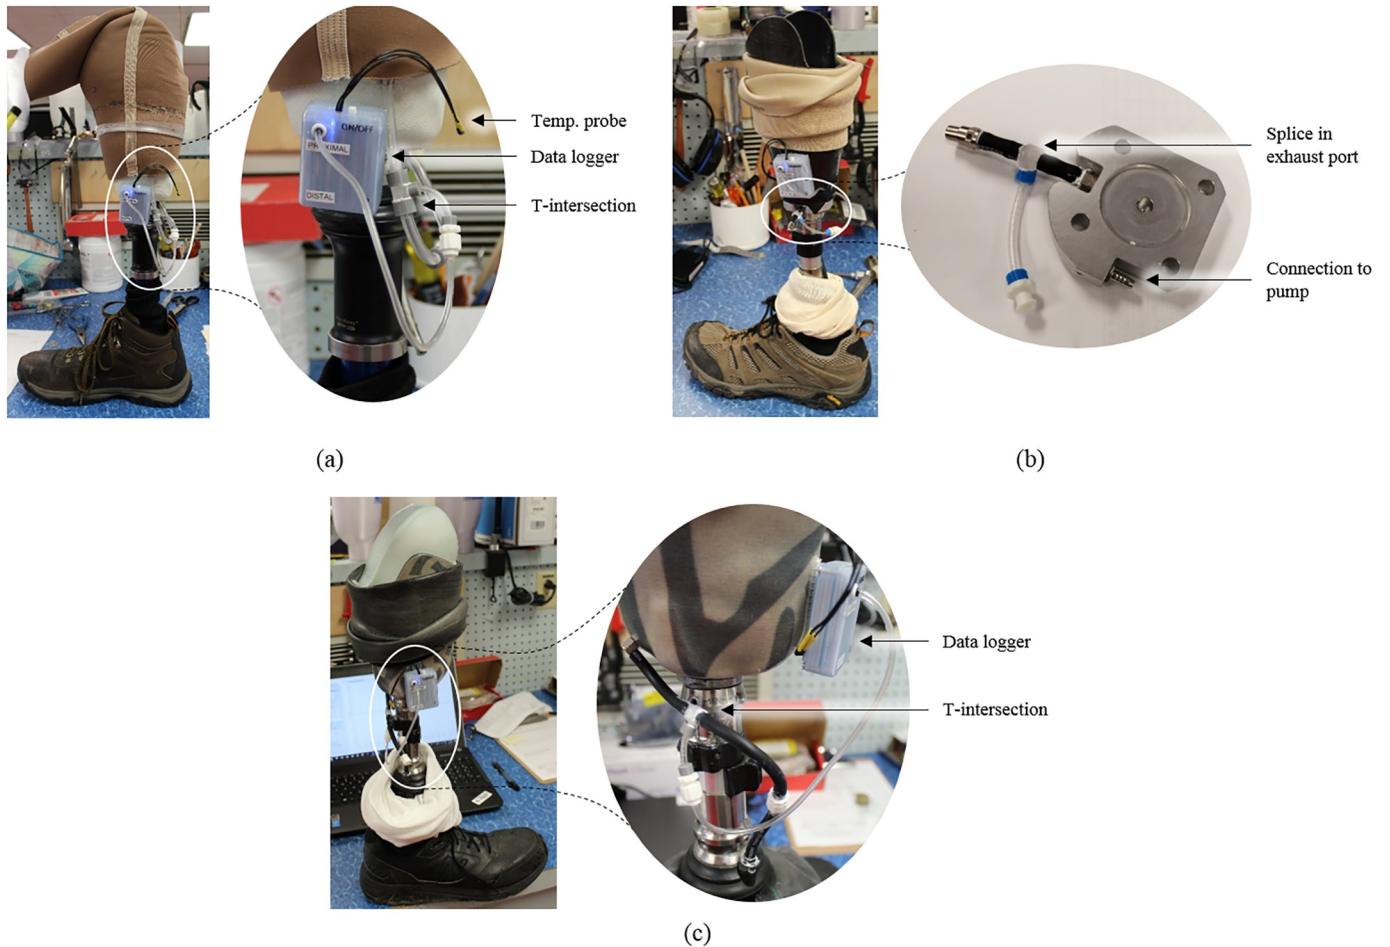 ON/OFF
PROXIMAL
DISTAL
Temp. probe
Data logger
T-intersection
(a)
Splice in
exhaust port
Connection to
pump
(b)
Data logger
T-intersection
(c)